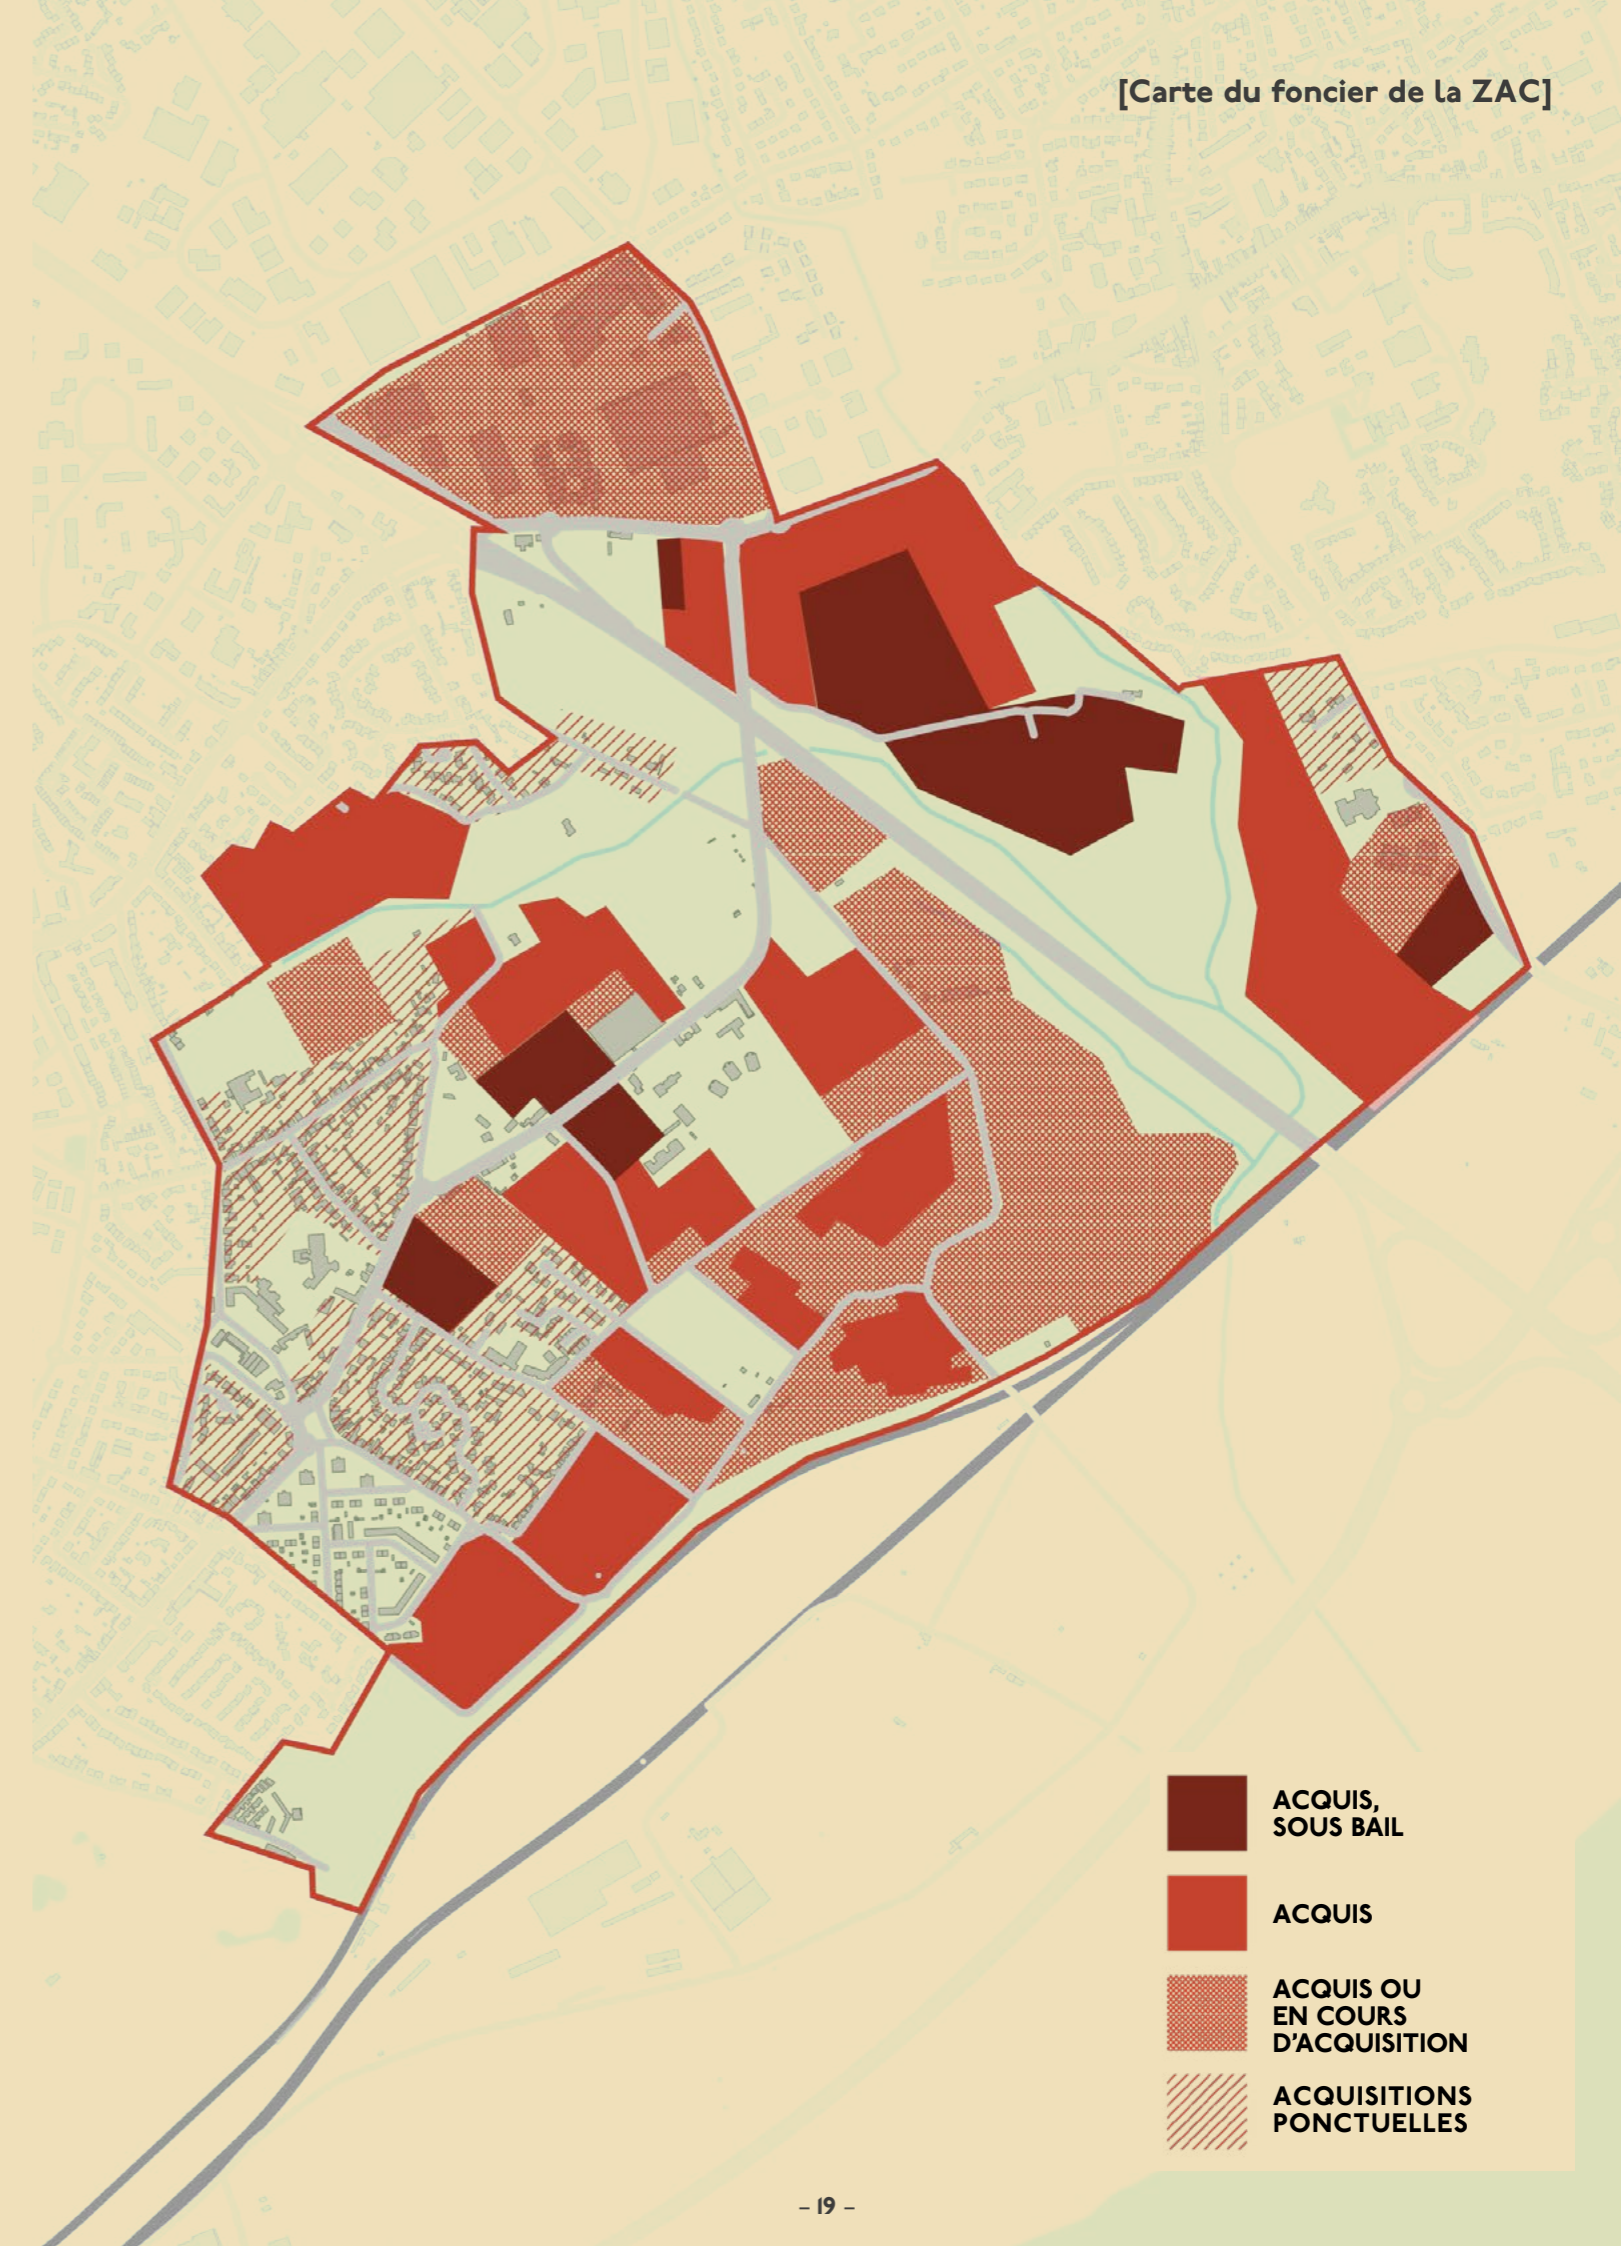 [Carte du foncier de la ZAC]
ACQUIS,
SOUS BAIL
ACQUIS
ACQUIS OU
EN COURS
D'ACQUISITION
ACQUISITIONS
PONCTUELLES
– 19 –